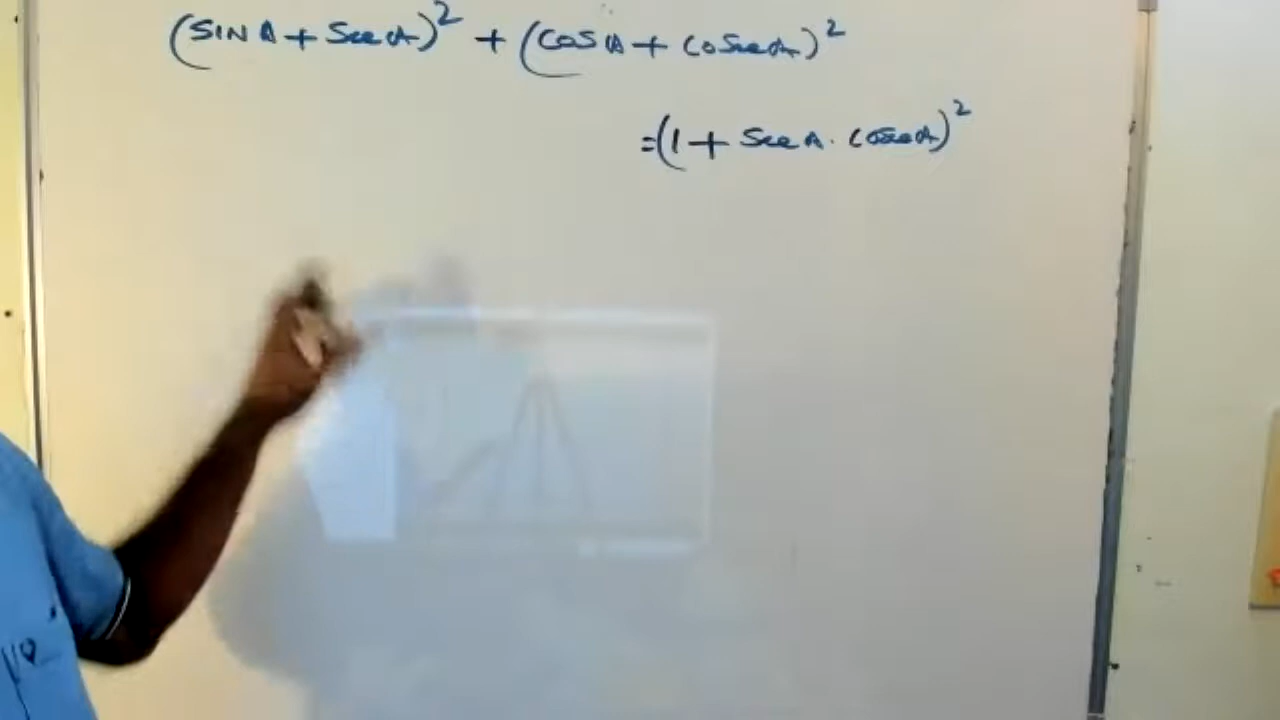 (SIN A + Sec A)² + (COS A + Cosec A)²
= (1 + Sec A . Cosec A)²